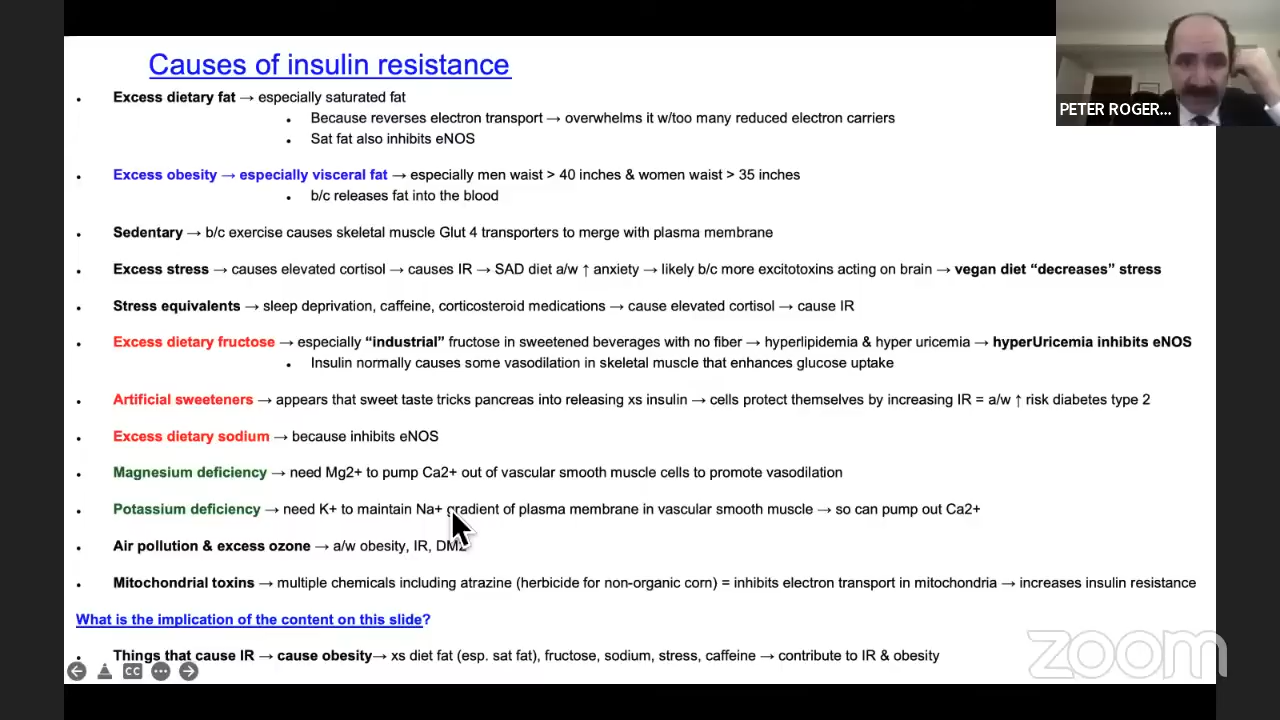 Causes of insulin resistance
PETER ROGER...
• Excess dietary fat → especially saturated fat
• Because reverses electron transport → overwhelms it w/too many reduced electron carriers
• Sat fat also inhibits eNOS
• Excess obesity → especially visceral fat → especially men waist > 40 inches & women waist > 35 inches
• b/c releases fat into the blood
• Sedentary → b/c exercise causes skeletal muscle Glut 4 transporters to merge with plasma membrane
• Excess stress → causes elevated cortisol → causes IR → SAD diet a/w ↑ anxiety → likely b/c more excitotoxins acting on brain → vegan diet “decreases” stress
• Stress equivalents → sleep deprivation, caffeine, corticosteroid medications → cause elevated cortisol → cause IR
• Excess dietary fructose → especially “industrial” fructose in sweetened beverages with no fiber → hyperlipidemia & hyper uricemia → hyperUricemia inhibits eNOS
• Insulin normally causes some vasodilation in skeletal muscle that enhances glucose uptake
• Artificial sweeteners → appears that sweet taste tricks pancreas into releasing xs insulin → cells protect themselves by increasing IR = a/w ↑ risk diabetes type 2
• Excess dietary sodium → because inhibits eNOS
• Magnesium deficiency → need Mg2+ to pump Ca2+ out of vascular smooth muscle cells to promote vasodilation
• Potassium deficiency → need K+ to maintain Na+ gradient of plasma membrane in vascular smooth muscle → so can pump out Ca2+
• Air pollution & excess ozone → a/w obesity, IR, DM2
• Mitochondrial toxins → multiple chemicals including atrazine (herbicide for non-organic corn) = inhibits electron transport in mitochondria → increases insulin resistance
What is the implication of the content on this slide?
• Things that cause IR → cause obesity→ xs diet fat (esp. sat fat), fructose, sodium, stress, caffeine → contribute to IR & obesity
CC
zoom